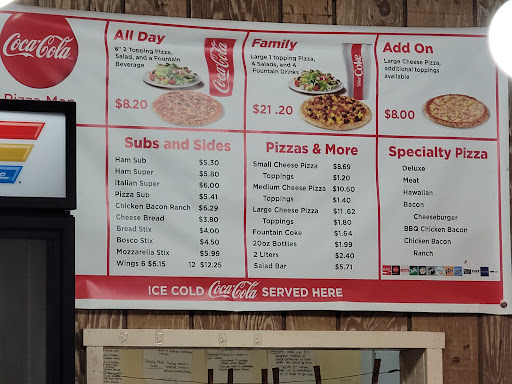 Coca-Cola
Pizza Man
All Day
6" 2 Topping Pizza,
Salad, and a Fountain
Beverage
$8.20
Coca-Cola
Family
Large 1 topping Pizza,
4 Salads, and 4
Fountain Drinks
$21 .20
Diet Coke
Add On
Large Cheese Pizza,
additional toppings
available
$8.00
Subs and Sides
Ham Sub $5.30
Ham Super $5.80
Italian Super $6.00
Pizza Sub $5.41
Chicken Bacon Ranch $6.29
Cheese Bread $3.80
Bread Stix $4.00
Bosco Stix $4.50
Mozzarella Stix $5.99
Wings 6 $6.15 12 $12.25
Pizzas & More
Small Cheese Pizza $8.69
Toppings $1.20
Medium Cheese Pizza $10.60
Toppings $1.40
Large Cheese Pizza $11.62
Toppings $1.80
Fountain Coke $1.64
20oz Bottles $1.99
2 Liters $2.40
Salad Bar $5.71
Specialty Pizza
Deluxe
Meat
Hawaiian
Bacon
Cheeseburger
BBQ Chicken Bacon
Chicken Bacon
Ranch
ICE COLD Coca-Cola SERVED HERE